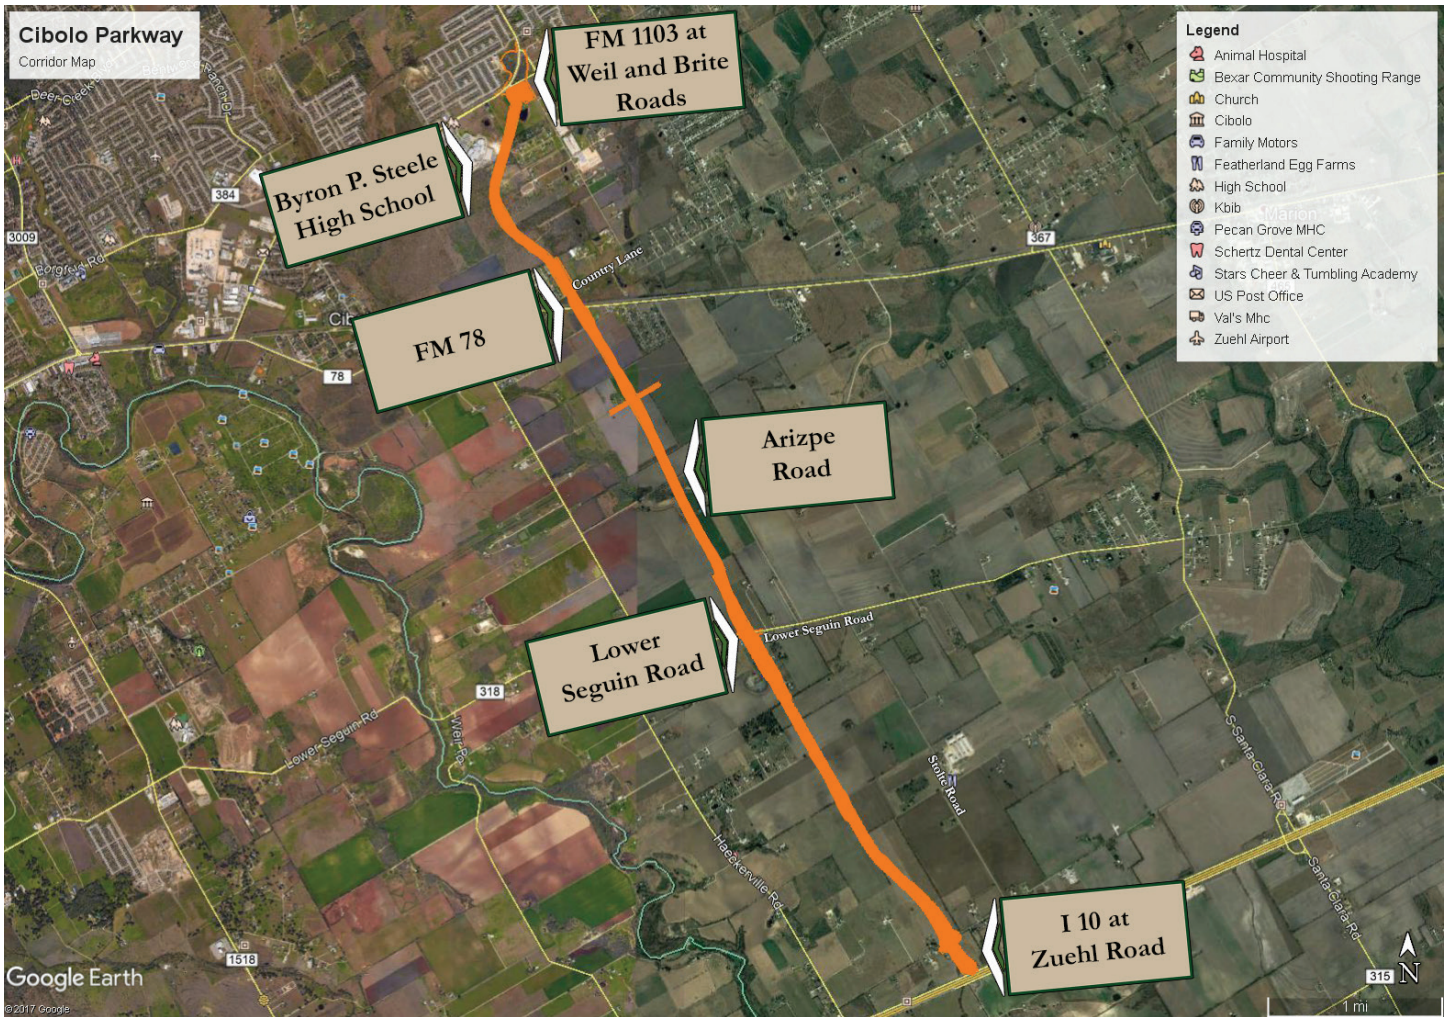 Cibolo Parkway
Corridor Map
FM 1103 at
Weil and Brite
Roads
Legend
Animal Hospital
Bexar Community Shooting Range
Church
Cibolo
Family Motors
Featherland Egg Farms
High School
Kbib
Pecan Grove MHC
Schertz Dental Center
Stars Cheer & Tumbling Academy
US Post Office
Val's Mhc
Zuehl Airport
Marion
465
Ranch Dr
Byron P. Steele
High School
384
3009
Borgfeld Rd
367
Country Lane
Cib
FM 78
78
Arizpe
Road
Lower
Seguin Road
Lower Seguin Road
318
Weir Rd
Lower Seguin Rd
S Santa Clara Rd
Stolte Road
Haeckerville Rd
Santa Clara Rd
I 10 at
Zuehl Road
1518
315
N
Google Earth
©2017 Google
1 mi